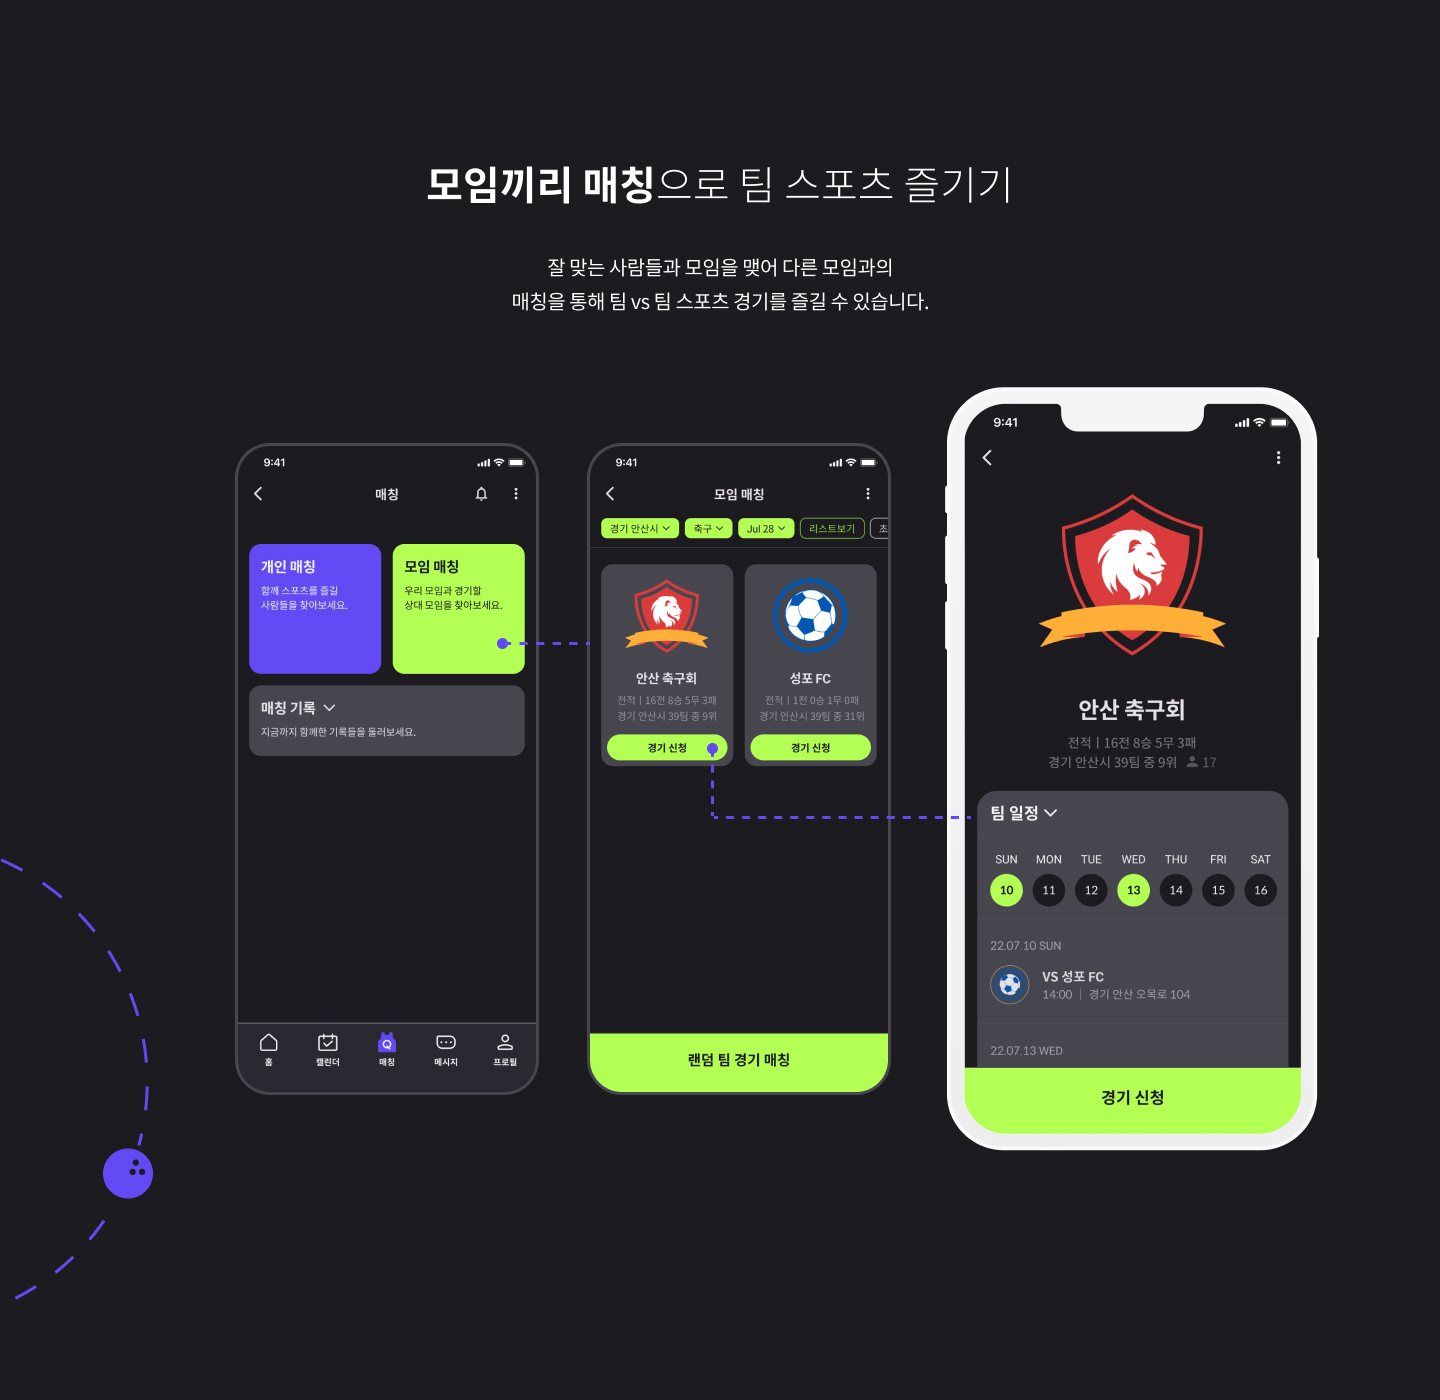 모임끼리 매칭으로 팀 스포츠 즐기기
잘 맞는 사람들과 모임을 맺어 다른 모임과의
매칭을 통해 팀 vs 팀 스포츠 경기를 즐길 수 있습니다.
9:41
매칭
개인 매칭
함께 스포츠를 즐길
사람들을 찾아보세요.
모임 매칭
우리 모임과 경기할
상대 모임을 찾아보세요.
매칭 기록
지금까지 함께한 기록들을 둘러보세요.
홈
캘린더
매칭
메시지
프로필
9:41
모임 매칭
경기 안산시
축구
Jul 28
리스트보기
초
안산 축구회
전적 | 16전 8승 5무 3패
경기 안산시 39팀 중 9위
경기 신청
성포 FC
전적 | 1전 0승 1무 0패
경기 안산시 39팀 중 31위
경기 신청
랜덤 팀 경기 매칭
9:41
안산 축구회
전적 | 16전 8승 5무 3패
경기 안산시 39팀 중 9위 17
팀 일정
SUN MON TUE WED THU FRI SAT
10 11 12 13 14 15 16
22.07.10 SUN
VS 성포 FC
14:00 | 경기 안산 오목로 104
22.07.13 WED
경기 신청